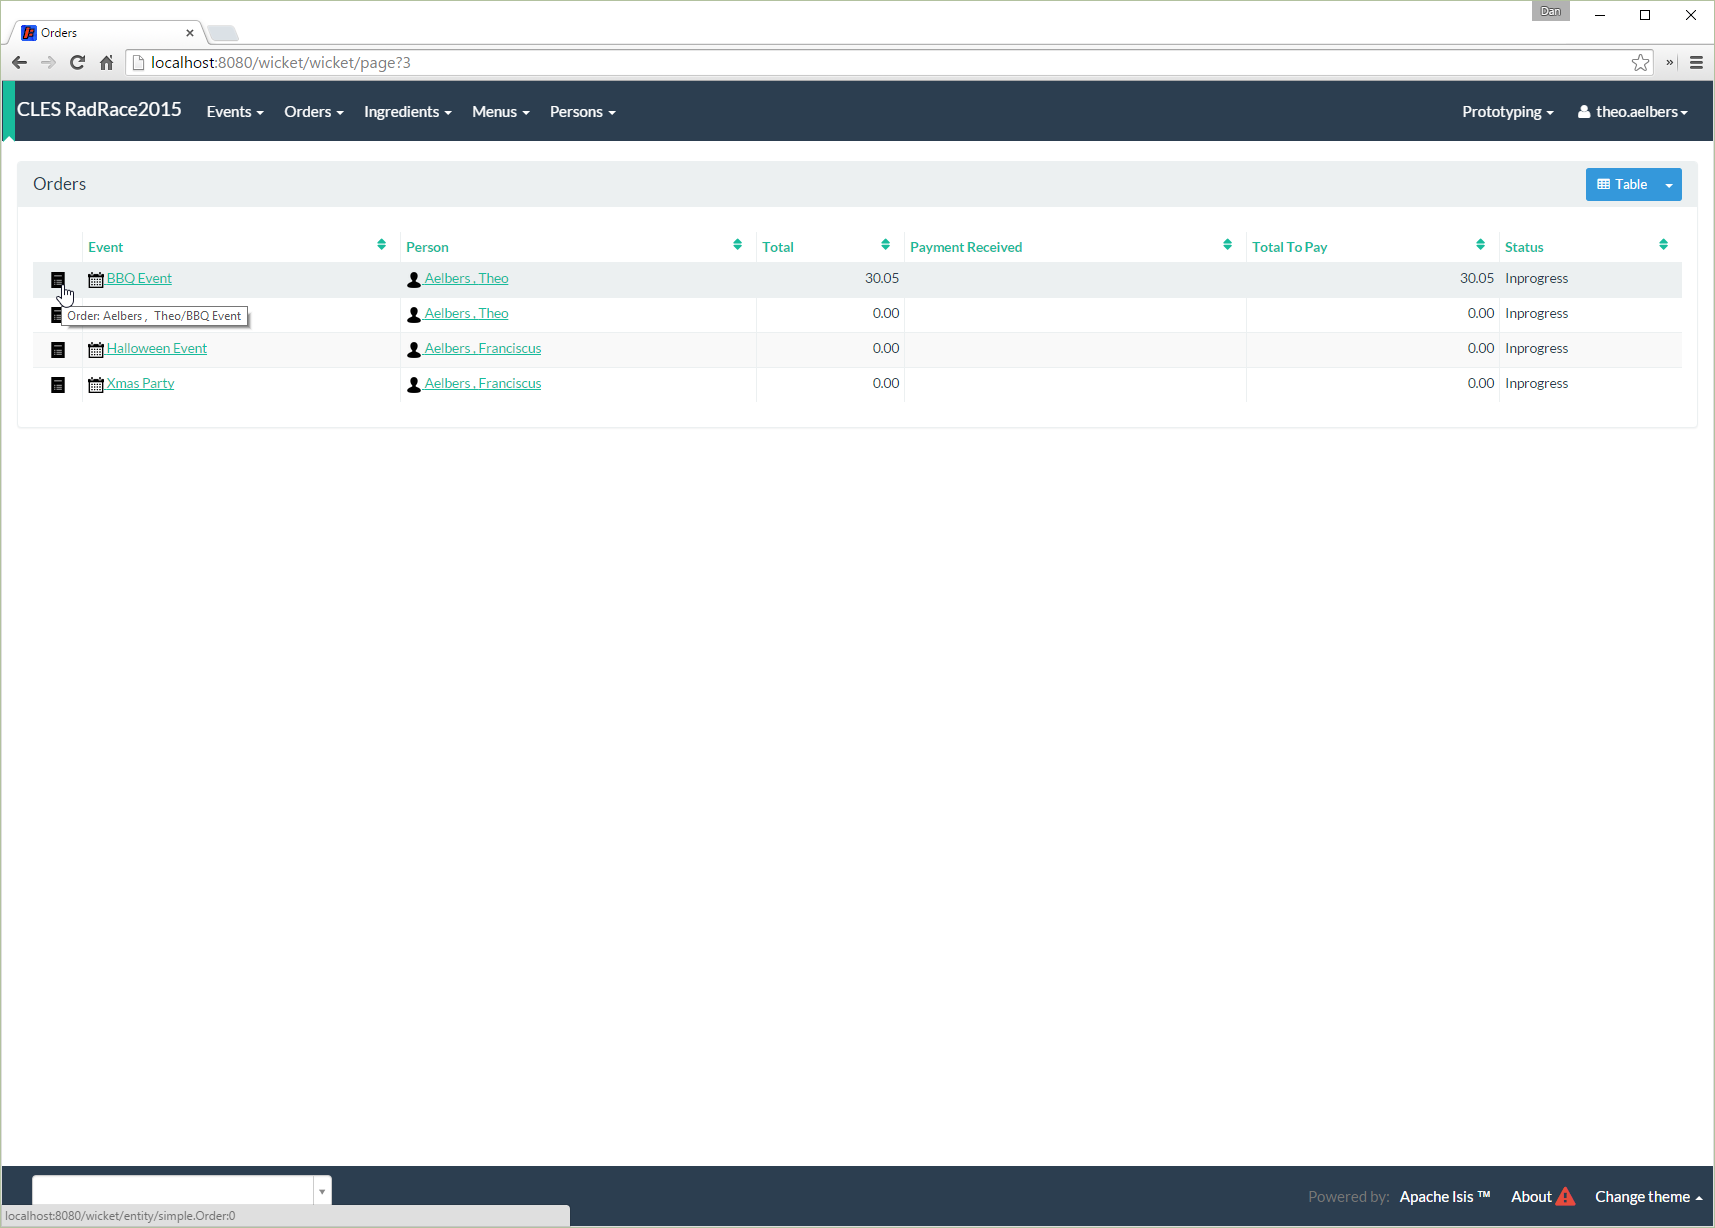 Dan
Orders
localhost:8080/wicket/wicket/page?3
»
CLES RadRace2015 Events Orders Ingredients Menus Persons Prototyping theo.aelbers
Orders Table
Event Person Total Payment Received Total To Pay Status
BBQ Event Aelbers , Theo 30.05 30.05 Inprogress
Order: Aelbers , Theo/BBQ Event Aelbers , Theo 0.00 0.00 Inprogress
Halloween Event Aelbers , Franciscus 0.00 0.00 Inprogress
Xmas Party Aelbers , Franciscus 0.00 0.00 Inprogress
Powered by: Apache Isis ™ About Change theme
localhost:8080/wicket/entity/simple.Order:0